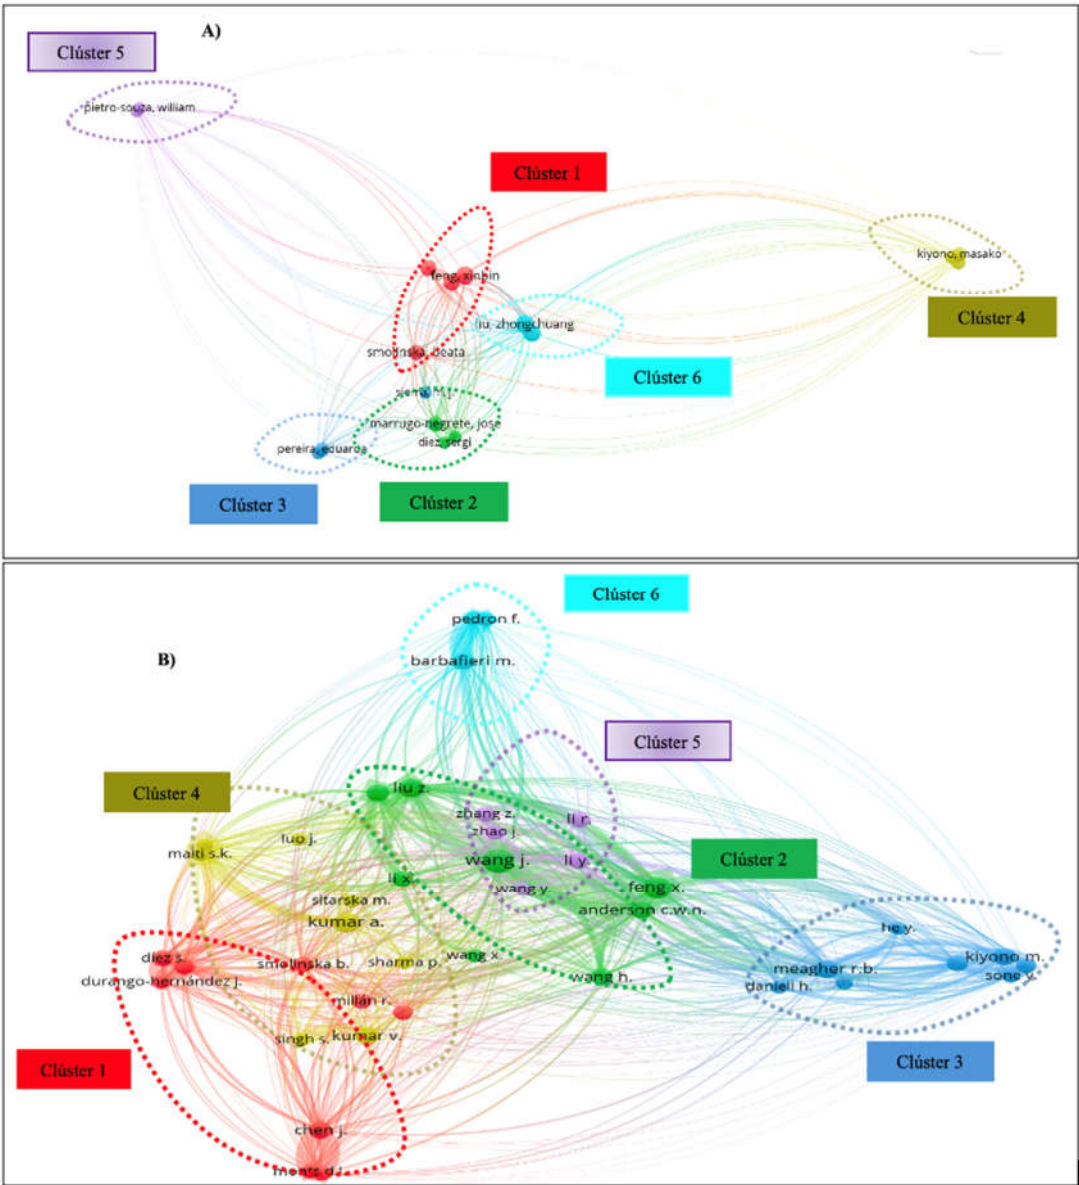 A)
Clúster 5
pietro-souza, william
Clúster 1
feng, xinbin
kiyono, masako
Clúster 4
liu, zhongchuang
smolinska, beata
Clúster 6
marrugo-negrete, jose
diez, sergi
pereira, eduarda
Clúster 3
Clúster 2
B)
Clúster 6
pedron f.
barbafieri m.
Clúster 5
Clúster 4
liu z.
zhang z.
li r.
zhao j.
luo j.
maiti s.k.
wang j.
li y.
Clúster 2
li x.
wang y.
feng x.
sitarska m.
anderson c.w.n.
kumar a.
he y.
diez s.
smolinska b.
sharma p.
wang x.
kiyono m.
durango-hernández j.
wang h.
meagher r.b.
sone y.
daniell h.
millán r.
singh s.
kumar v.
Clúster 1
Clúster 3
chen j.
monts d.l.